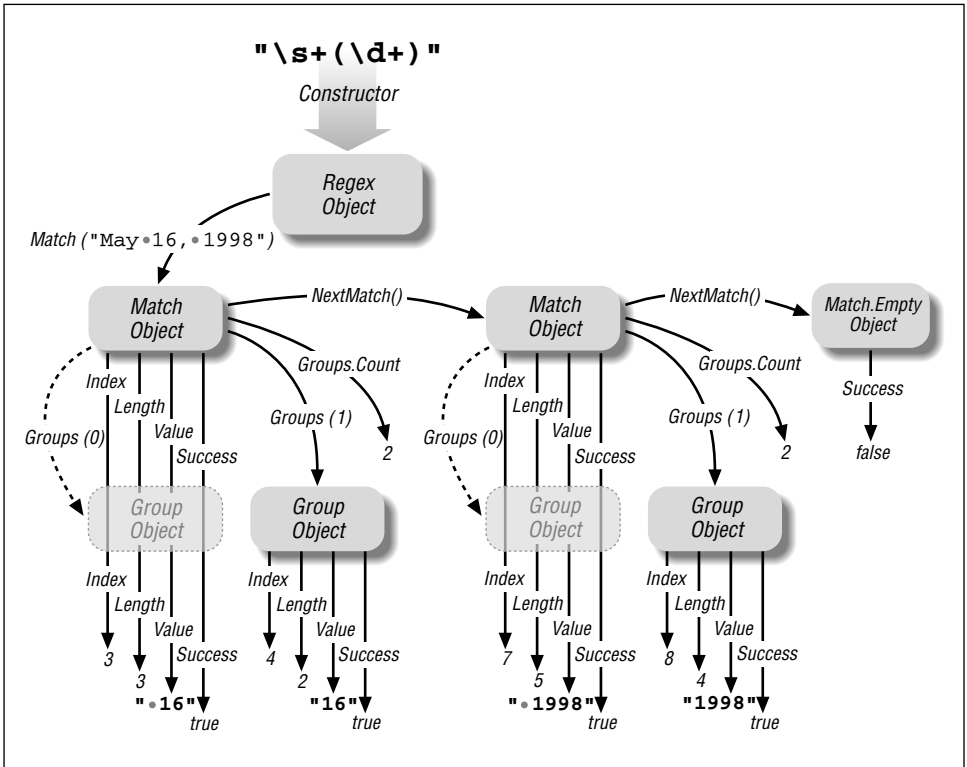 "\s+(\d+)"
Constructor
Regex
Object
Match ("May•16,•1998")
Match
Object
NextMatch()
Match
Object
NextMatch()
Match.Empty
Object
Groups.Count
Groups.Count
Index
Length
Groups (1)
Groups (0)
Value
2
Success
Index
Length
Groups (1)
Groups (0)
Value
2
Success
Success
false
Group
Object
Group
Object
Group
Object
Group
Object
Index
Length
Value
Success
3
3
"•16"
true
Index
Length
Value
Success
4
2
"16"
true
Index
Length
Value
Success
7
5
"•1998"
true
Index
Length
Value
Success
8
4
"1998"
true